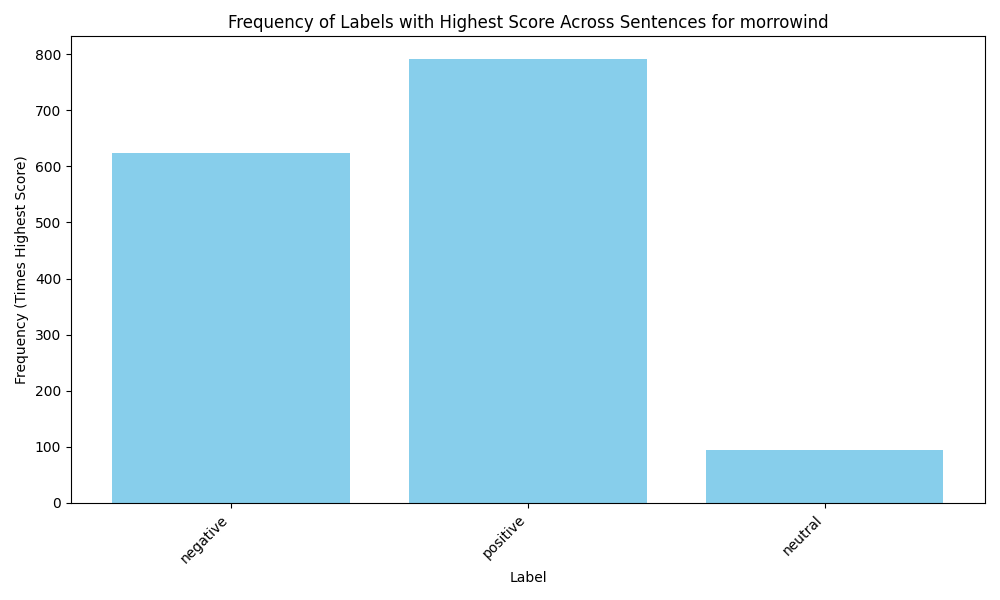 Frequency of Labels with Highest Score Across Sentences for morrowind
Frequency (Times Highest Score)
800
700
600
500
400
300
200
100
0
negative
positive
neutral
Label